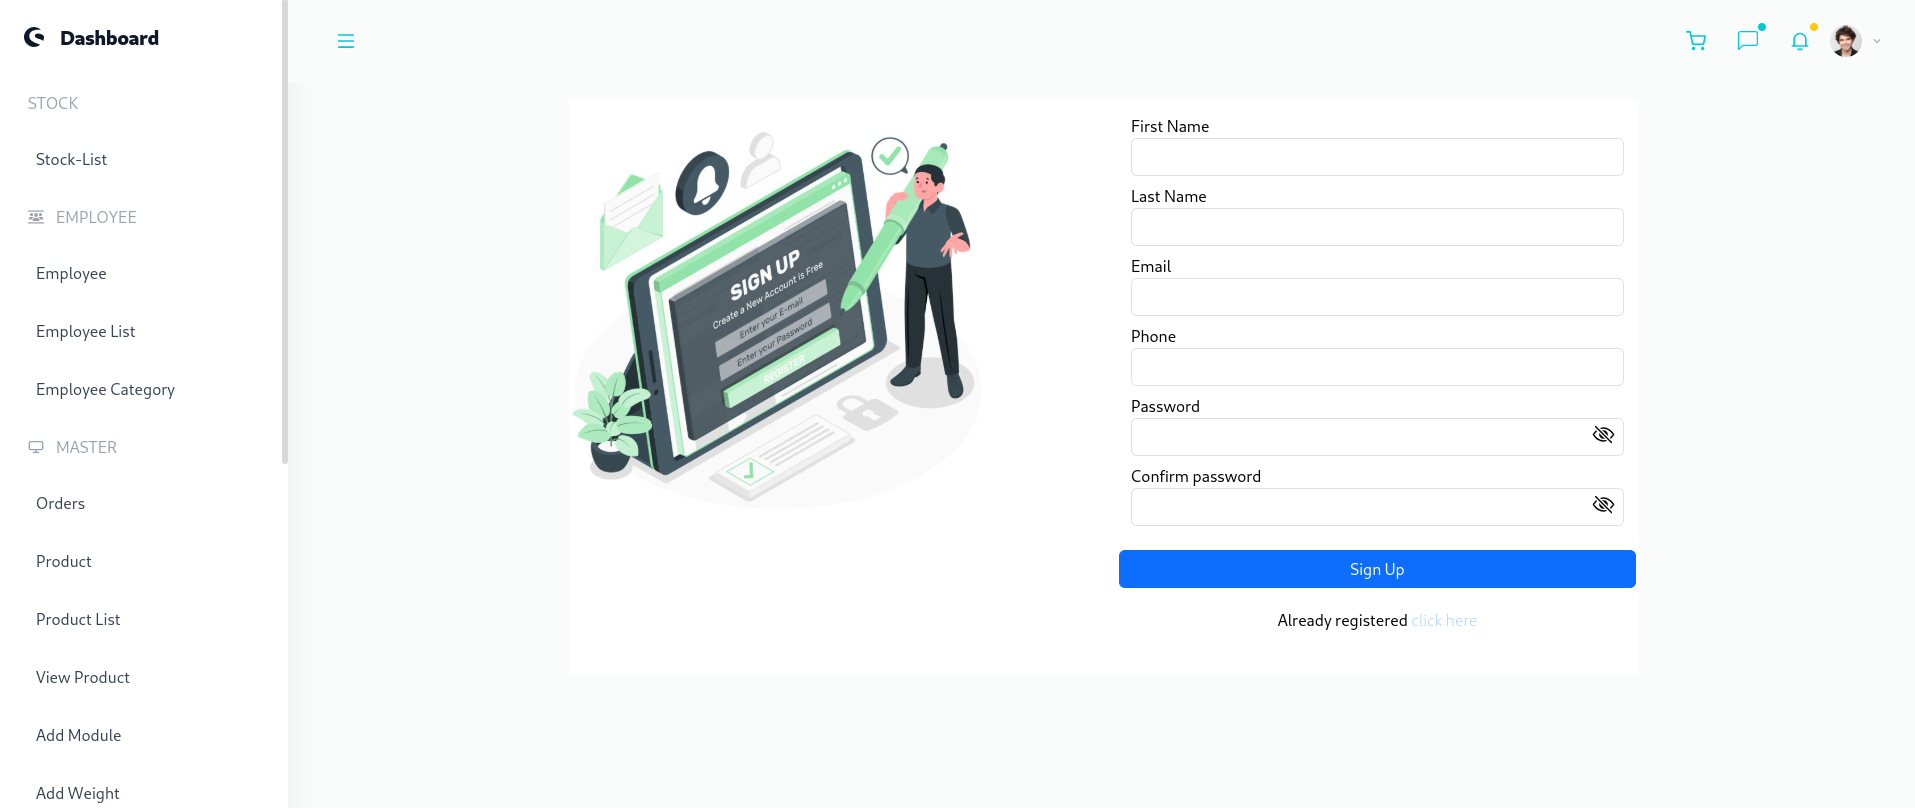 Dashboard
STOCK
Stock-List
EMPLOYEE
Employee
Employee List
Employee Category
MASTER
Orders
Product
Product List
View Product
Add Module
Add Weight
SIGN UP
Create a New Account is Free
Enter your E-mail
Enter your Password
REGISTER
First Name
Last Name
Email
Phone
Password
Confirm password
Sign Up
Already registered click here